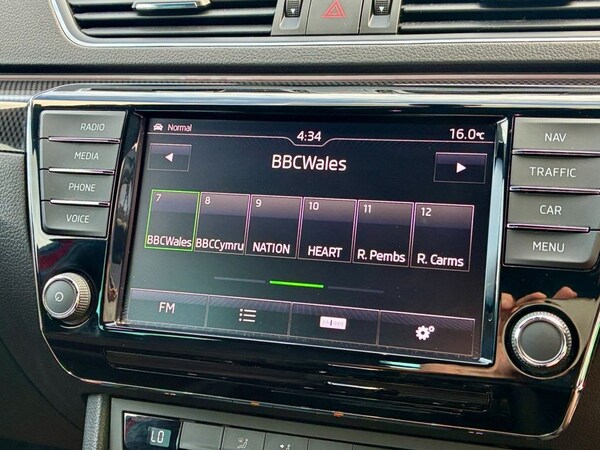 RADIO
MEDIA
PHONE
VOICE
Normal
4:34
16.0°C
BBCWales
7 8 9 10 11 12
BBCWales BBCCymru NATION HEART R. Pembs R. Carms
FM
NAV
TRAFFIC
CAR
MENU
LO